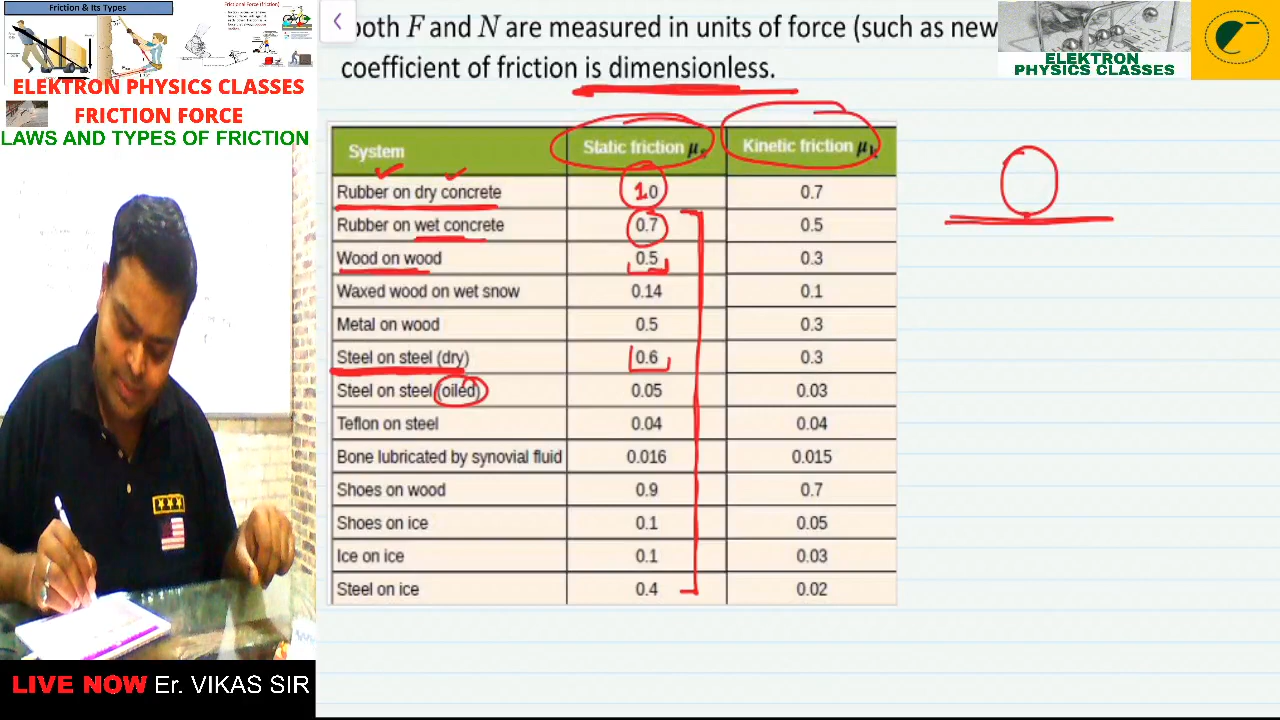 Friction & Its Types
Frictional Force (friction)
ELEKTRON PHYSICS CLASSES
FRICTION FORCE
LAWS AND TYPES OF FRICTION
both F and N are measured in units of force (such as new
coefficient of friction is dimensionless.
ELEKTRON
PHYSICS CLASSES
System Static friction μs Kinetic friction μk
Rubber on dry concrete 1.0 0.7
Rubber on wet concrete 0.7 0.5
Wood on wood 0.5 0.3
Waxed wood on wet snow 0.14 0.1
Metal on wood 0.5 0.3
Steel on steel (dry) 0.6 0.3
Steel on steel (oiled) 0.05 0.03
Teflon on steel 0.04 0.04
Bone lubricated by synovial fluid 0.016 0.015
Shoes on wood 0.9 0.7
Shoes on ice 0.1 0.05
Ice on ice 0.1 0.03
Steel on ice 0.4 0.02
LIVE NOW Er. VIKAS SIR